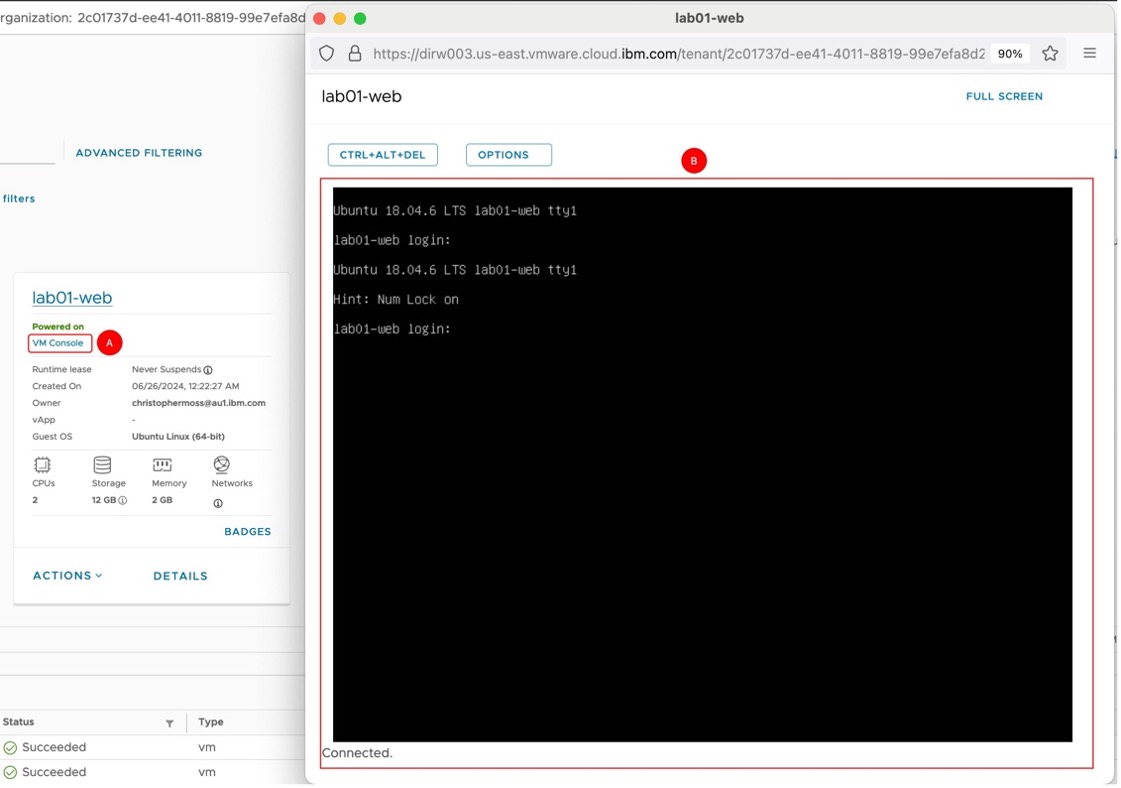 rganization: 2c01737d-ee41-4011-8819-99e7efa8d
ADVANCED FILTERING
filters
lab01-web
Powered on
VM Console
A
Runtime lease Never Suspends
Created On 06/26/2024, 12:22:27 AM
Owner christophermoss@au1.ibm.com
vApp -
Guest OS Ubuntu Linux (64-bit)
CPUs Storage Memory Networks
2 12 GB 2 GB
BADGES
ACTIONS DETAILS
Status Type
Succeeded vm
Succeeded vm
lab01-web
https://dirw003.us-east.vmware.cloud.ibm.com/tenant/2c01737d-ee41-4011-8819-99e7efa8d2 90%
lab01-web FULL SCREEN
CTRL+ALT+DEL OPTIONS
B
Ubuntu 18.04.6 LTS lab01-web tty1
lab01-web login:
Ubuntu 18.04.6 LTS lab01-web tty1
Hint: Num Lock on
lab01-web login:
Connected.